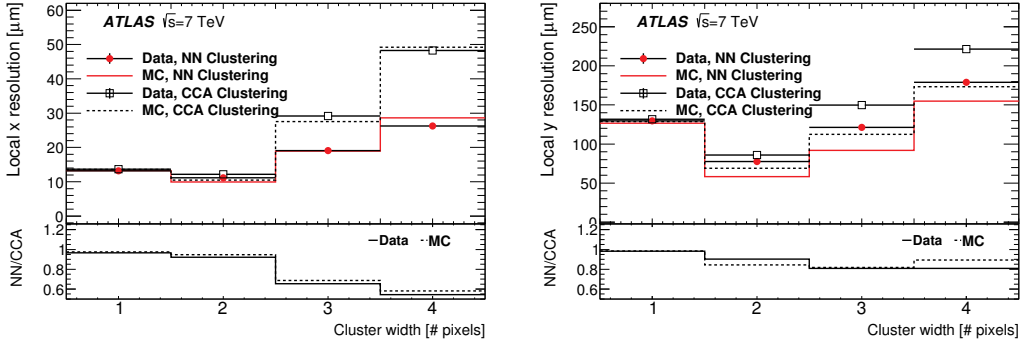 Local x resolution [μm]
60
50
40
30
20
10
0
ATLAS √s=7 TeV
Data, NN Clustering
MC, NN Clustering
Data, CCA Clustering
MC, CCA Clustering
NN/CCA
1.2
1
0.8
0.6
Data MC
1 2 3 4
Cluster width [# pixels]
Local y resolution [μm]
250
200
150
100
50
0
ATLAS √s=7 TeV
Data, NN Clustering
MC, NN Clustering
Data, CCA Clustering
MC, CCA Clustering
NN/CCA
1.2
1
0.8
0.6
Data MC
1 2 3 4
Cluster width [# pixels]